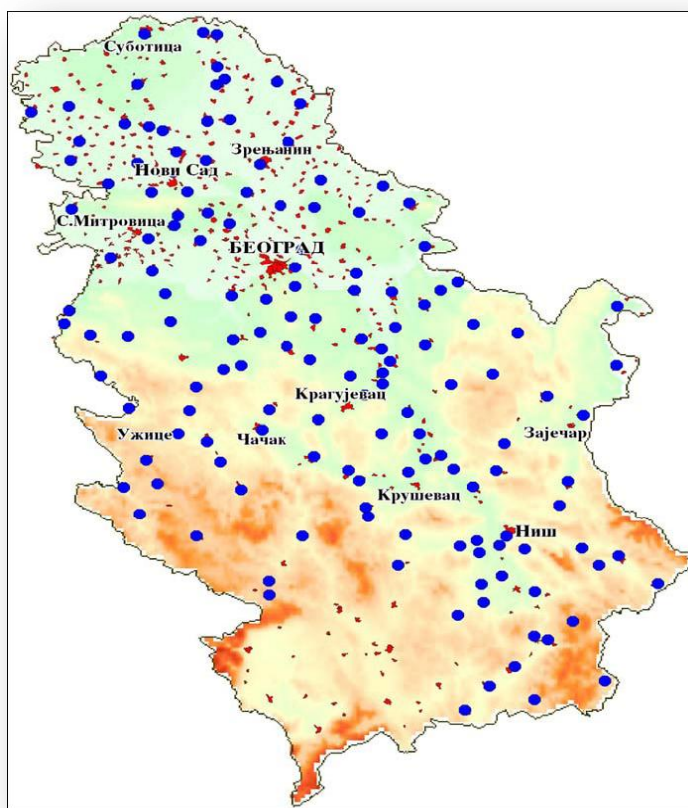 Суботица
Зрењанин
Нови Сад
С.Митровица
БЕОГРАД
Крагујевац
Ужице
Чачак
Зајечар
Крушевац
Ниш